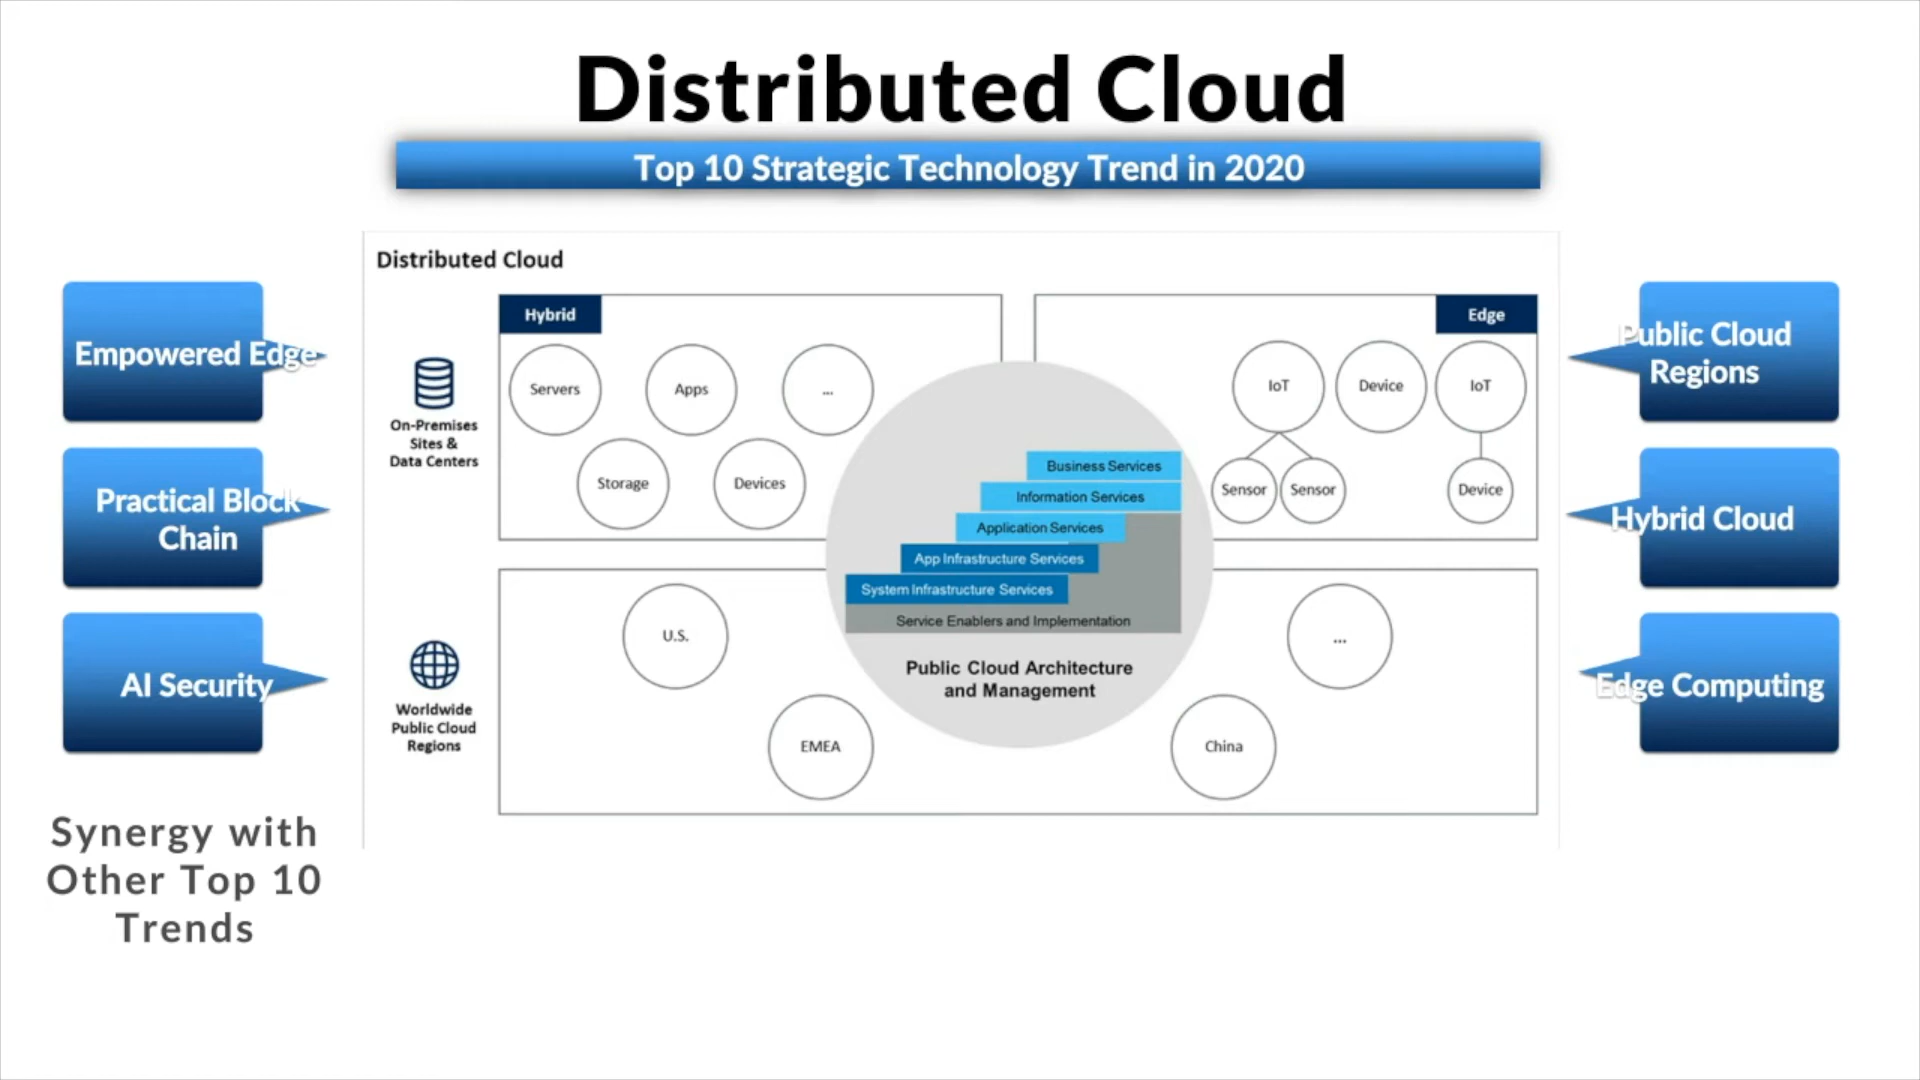 Distributed Cloud
Top 10 Strategic Technology Trend in 2020
Empowered Edge
Practical Block
Chain
AI Security
Synergy with
Other Top 10
Trends
Distributed Cloud
On-Premises
Sites &
Data Centers
Hybrid
Servers
Apps
...
Storage
Devices
Edge
IoT
Device
IoT
Sensor
Sensor
Device
Business Services
Information Services
Application Services
App Infrastructure Services
System Infrastructure Services
Service Enablers and Implementation
Public Cloud Architecture
and Management
Worldwide
Public Cloud
Regions
U.S.
EMEA
...
China
Public Cloud
Regions
Hybrid Cloud
Edge Computing